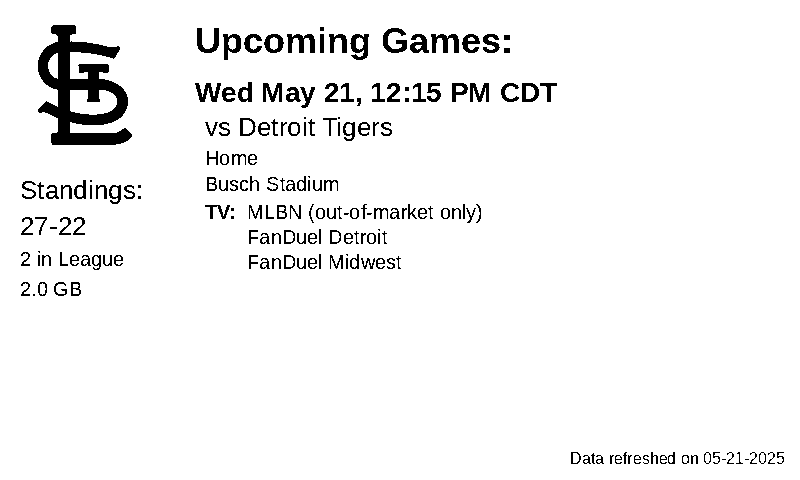 STL
Upcoming Games:
Wed May 21, 12:15 PM CDT
vs Detroit Tigers
Home
Busch Stadium
TV: MLBN (out-of-market only)
FanDuel Detroit
FanDuel Midwest
Standings:
27-22
2 in League
2.0 GB
Data refreshed on 05-21-2025